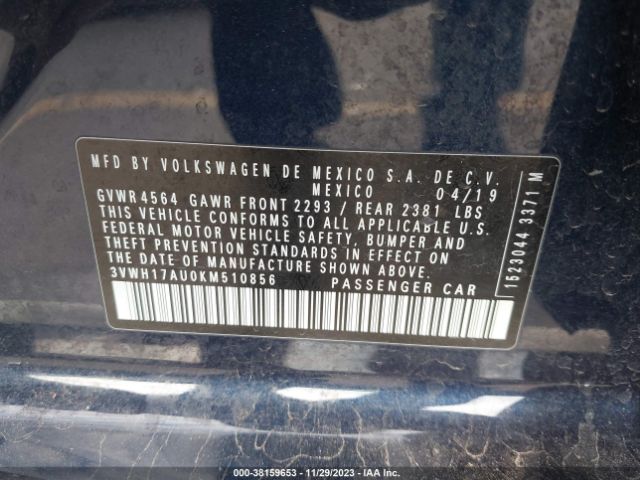 MFD BY VOLKSWAGEN DE MEXICO S.A. DE C.V.
MEXICO 04/19
GVWR 4564 GAWR FRONT 2293 / REAR 2381 LBS
THIS VEHICLE CONFORMS TO ALL APPLICABLE U.S.
FEDERAL MOTOR VEHICLE SAFETY, BUMPER AND
THEFT PREVENTION STANDARDS IN EFFECT ON
THE DATE OF MANUFACTURE SHOWN ABOVE.
3VWH17AU0KM510856 PASSENGER CAR
1523044 3371 M
000-38159653 - 11/29/2023 - IAA Inc.